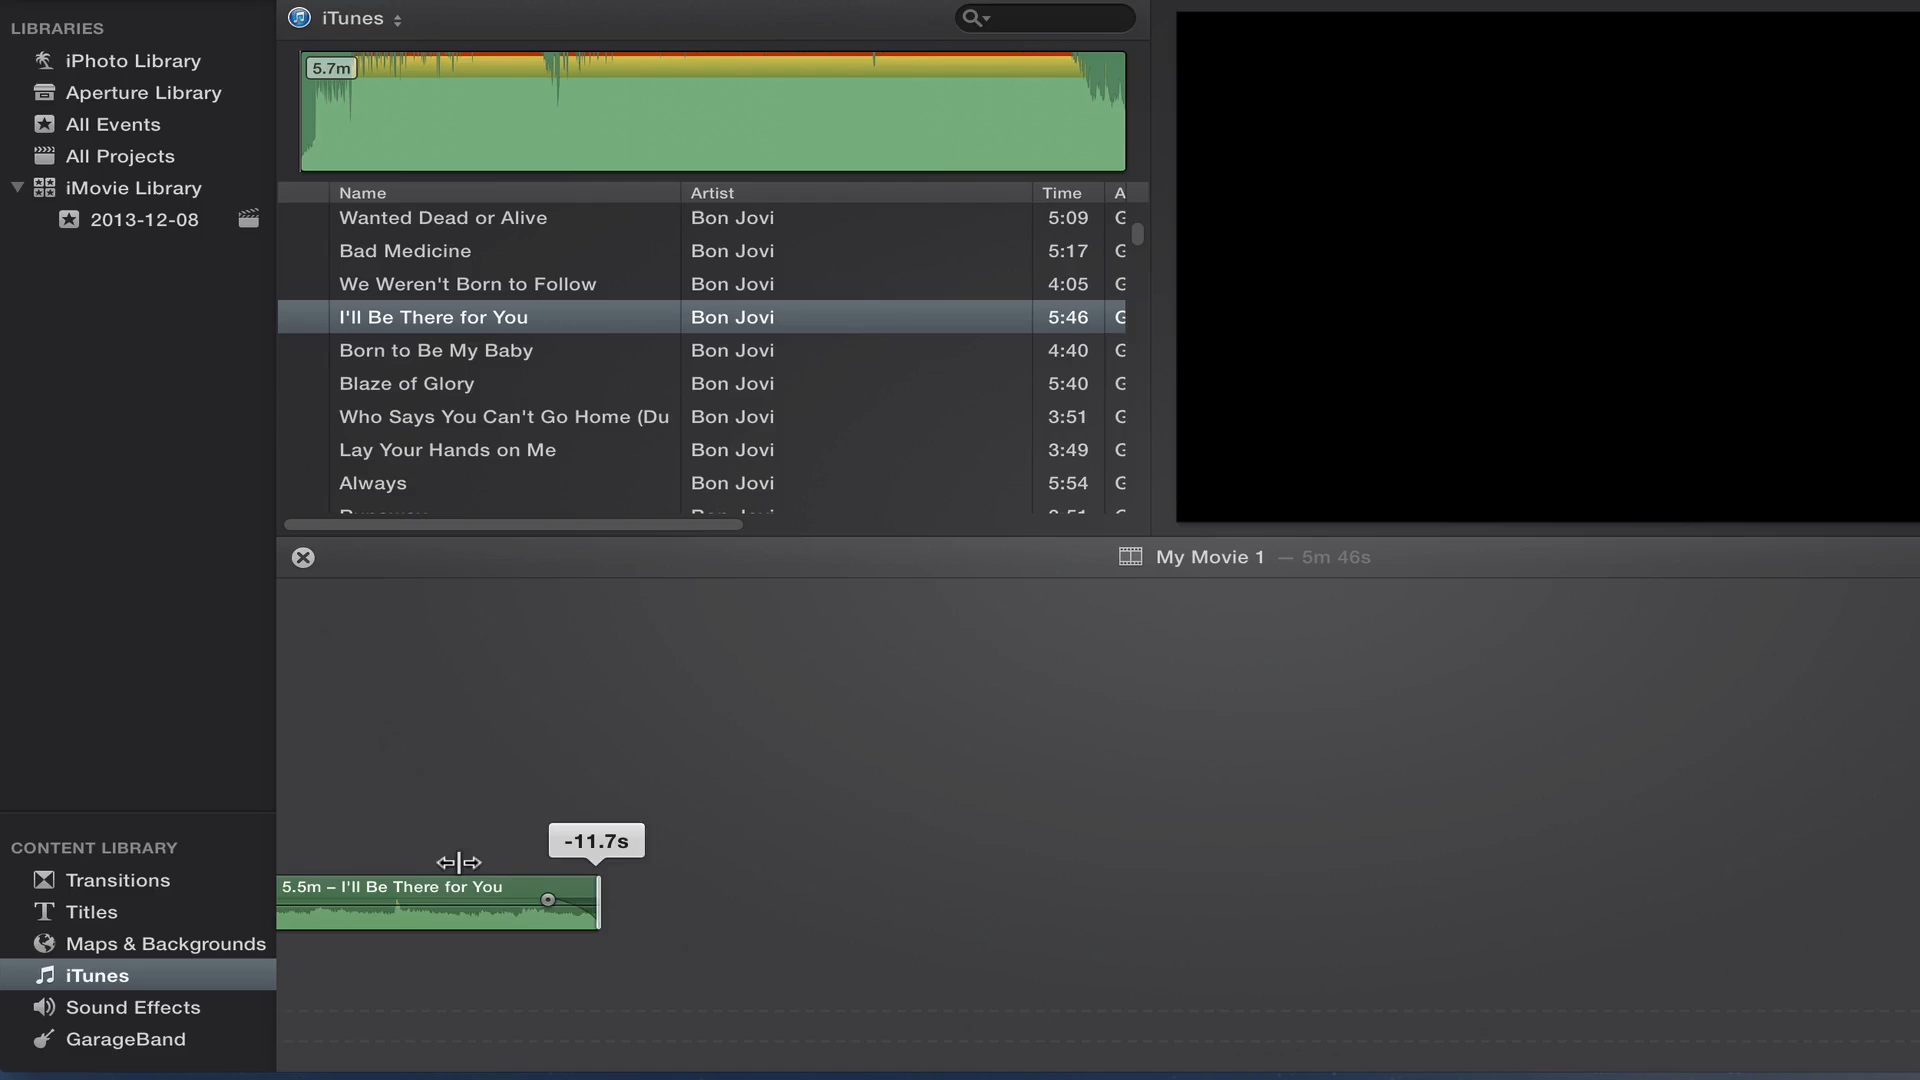 LIBRARIES
iPhoto Library
Aperture Library
All Events
All Projects
iMovie Library
2013-12-08
iTunes
5.7m
Name Artist Time A
Wanted Dead or Alive Bon Jovi 5:09 G
Bad Medicine Bon Jovi 5:17 G
We Weren't Born to Follow Bon Jovi 4:05 G
I'll Be There for You Bon Jovi 5:46 G
Born to Be My Baby Bon Jovi 4:40 G
Blaze of Glory Bon Jovi 5:40 G
Who Says You Can't Go Home (Du Bon Jovi 3:51 G
Lay Your Hands on Me Bon Jovi 3:49 G
Always Bon Jovi 5:54 G
My Movie 1 — 5m 46s
-11.7s
5.5m – I'll Be There for You
CONTENT LIBRARY
Transitions
Titles
Maps & Backgrounds
iTunes
Sound Effects
GarageBand